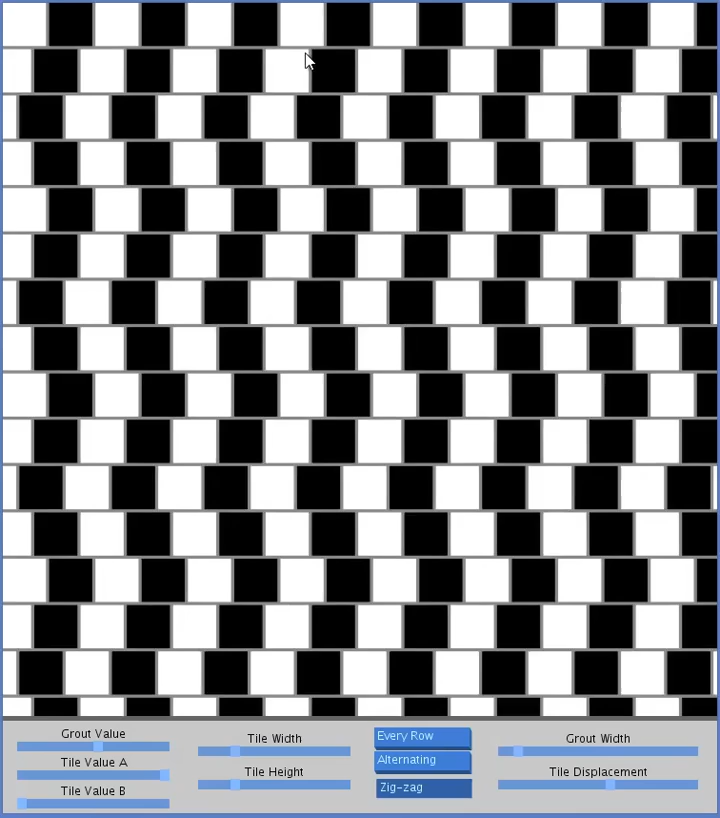 Grout Value
Tile Value A
Tile Value B
Tile Width
Tile Height
Every Row
Alternating
Zig-zag
Grout Width
Tile Displacement